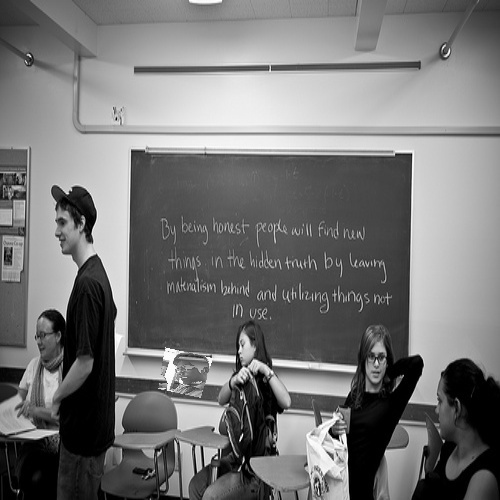 By being honest people will find new
things in the hidden truth by leaving
materialism behind and utilizing things not
in use.